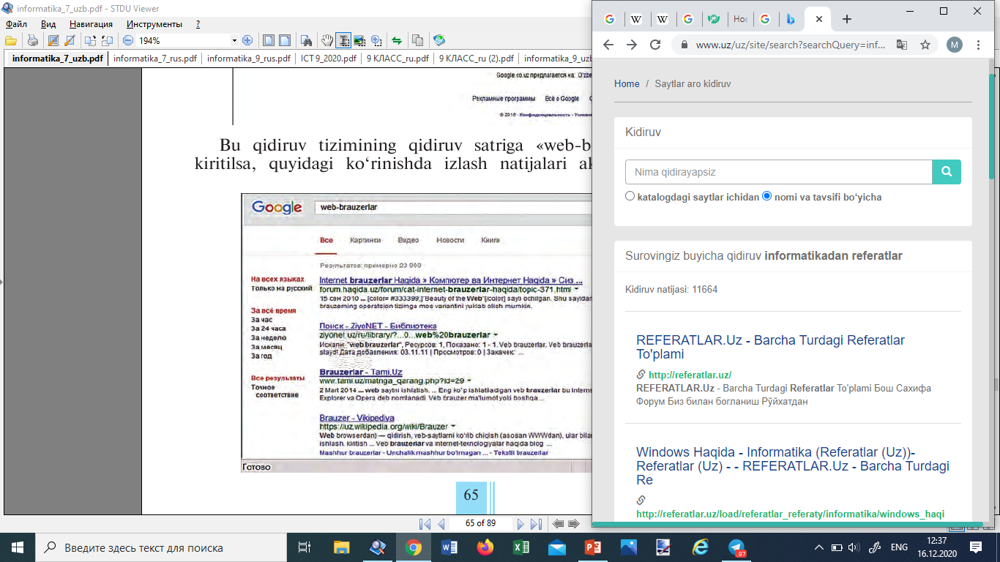 informatika_7_uzb.pdf - STDU Viewer
Файл Вид Навигация Инструменты ?
194%
informatika_7_uzb.pdf informatika_7_rus.pdf informatika_9_rus.pdf ICT 9_2020.pdf 9 КЛАСС_ru.pdf 9 КЛАСС_ru (2).pdf informatika_9_uzb
Google.co.uz предлагается на: O'zbe
Рекламные программы Всё о Google
© 2016 - Конфиденциальность - Условия
Bu qidiruv tizimining qidiruv satriga «web-b
kiritilsa, quyidagi ko‘rinishda izlash natijalari ak
Google web-brauzerlar
Все Картинки Видео Новости Книги
Результатов: примерно 23 900
На всех языках
Только на русский
За всё время
За час
За 24 часа
За неделю
За месяц
За год
Все результаты
Точное
соответствие
Internet brauzerlar Haqida » Компютер ва Интернет Haqida » Сиз ...
forum.haqida.uz/forum/cat-internet-brauzerlar-haqida/topic-371.html
15 сен 2010 ... [color= #333399;]"Beauty of the Web"[/color] sayti ochilgan. Shu saytdan
brauzerning operatsion tizimga mos variantini yuklab olish mumkin.
Поиск - ZiyoNET - Библиотека
ziyonet.uz/ru/library/?...0...web%20brauzerlar
Искали: "web brauzerlar", Ресурсов: 1, Показано: 1 - 1. Veb brauzerlar. Veb brauzerla
slayd! Дата добавления: 03.11.11 | Просмотров: 0 | Закачек: ...
Brauzerlar - Tami.Uz
www.tami.uz/matnga_qarang.php?id=29
2 Mart 2014 ... web saytni ishlatish. ... Eng ko'p ishlatiladigan veb brauzerlar bu Interne
Explorer va Opera deb nomlanadi. Veb brauzer ma'lumot yoki boshqa ...
Brauzer - Vikipediya
https://uz.wikipedia.org/wiki/Brauzer
Web browserdan) — qidirish, veb-saytlarni ko'rib chiqish (asosan WWWdan), ular bilan
ishlash, kiritish ... Veb brauzerlar va internet-texnologiyalar haqida blog ...
Mashhur brauzerlar - Unchalik mashhur bo'lmagan ... - Tekstli brauzerlar
Готово
65
65 of 89
www.uz/uz/site/search?searchQuery=inf...
M
Home / Saytlar aro kidiruv
Kidiruv
Nima qidirayapsiz
katalogdagi saytlar ichidan nomi va tavsifi bo‘yicha
Surovingiz buyicha qidiruv informatikadan referatlar
Kidiruv natijasi: 11664
REFERATLAR.Uz - Barcha Turdagi Referatlar
To'plami
http://referatlar.uz/
REFERATLAR.Uz - Barcha Turdagi Referatlar To'plami Бош Сахифа
Форум Биз билан богланиш Рўйхатдан
Windows Haqida - Informatika (Referatlar (Uz))-
Referatlar (Uz) - - REFERATLAR.Uz - Barcha Turdagi
Re
http://referatlar.uz/load/referatlar_referaty/informatika/windows_haqi
Введите здесь текст для поиска
97
ENG
12:37
16.12.2020